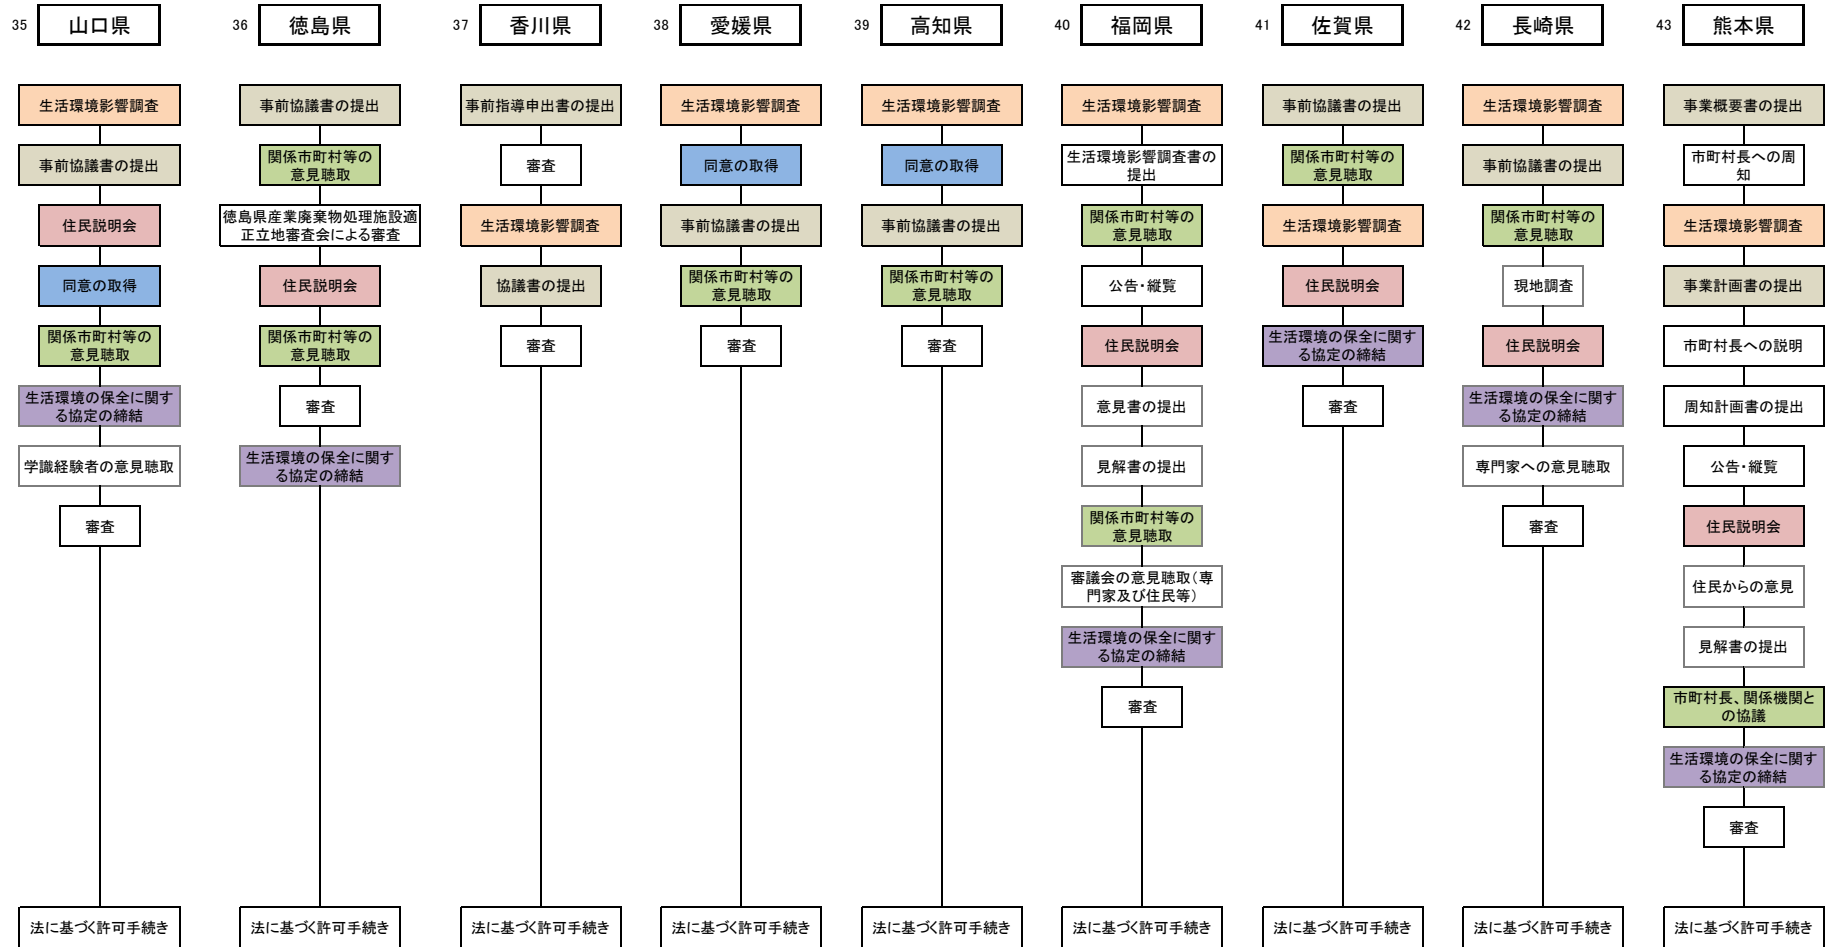 35 山口県
生活環境影響調査
事前協議書の提出
住民説明会
同意の取得
関係市町村等の
意見聴取
生活環境の保全に関す
る協定の締結
学識経験者の意見聴取
審査
法に基づく許可手続き
36 徳島県
事前協議書の提出
関係市町村等の
意見聴取
徳島県産業廃棄物処理施設適
正立地審査会による審査
住民説明会
関係市町村等の
意見聴取
審査
生活環境の保全に関す
る協定の締結
法に基づく許可手続き
37 香川県
事前指導申出書の提出
審査
生活環境影響調査
協議書の提出
審査
法に基づく許可手続き
38 愛媛県
生活環境影響調査
同意の取得
事前協議書の提出
関係市町村等の
意見聴取
審査
法に基づく許可手続き
39 高知県
生活環境影響調査
同意の取得
事前協議書の提出
関係市町村等の
意見聴取
審査
法に基づく許可手続き
40 福岡県
生活環境影響調査
生活環境影響調査書の
提出
関係市町村等の
意見聴取
公告・縦覧
住民説明会
意見書の提出
見解書の提出
関係市町村等の
意見聴取
審議会の意見聴取(専
門家及び住民等)
生活環境の保全に関す
る協定の締結
審査
法に基づく許可手続き
41 佐賀県
事前協議書の提出
関係市町村等の
意見聴取
生活環境影響調査
住民説明会
生活環境の保全に関す
る協定の締結
審査
法に基づく許可手続き
42 長崎県
生活環境影響調査
事前協議書の提出
関係市町村等の
意見聴取
現地調査
住民説明会
生活環境の保全に関す
る協定の締結
専門家への意見聴取
審査
法に基づく許可手続き
43 熊本県
事業概要書の提出
市町村長への周
知
生活環境影響調査
事業計画書の提出
市町村長への説明
周知計画書の提出
公告・縦覧
住民説明会
住民からの意見
見解書の提出
市町村長、関係機関と
の協議
生活環境の保全に関す
る協定の締結
審査
法に基づく許可手続き